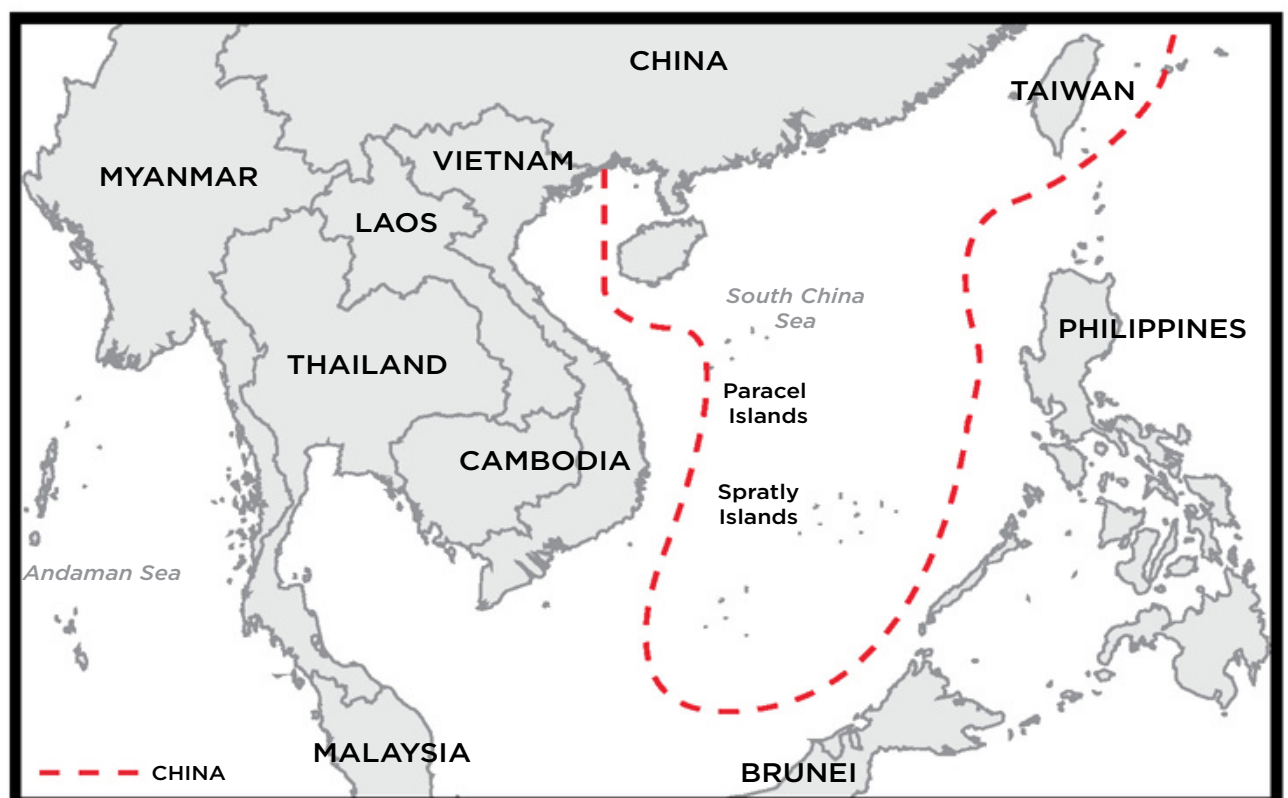 CHINA
TAIWAN
VIETNAM
MYANMAR
LAOS
South China
Sea
PHILIPPINES
THAILAND
Paracel
Islands
CAMBODIA
Spratly
Islands
Andaman Sea
MALAYSIA
CHINA
BRUNEI